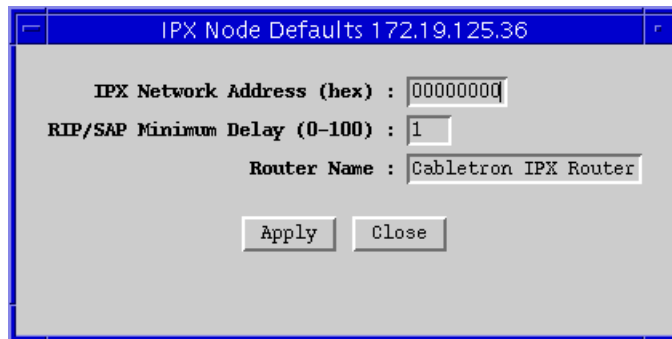 IPX Node Defaults 172.19.125.36
IPX Network Address (hex) : 00000000
RIP/SAP Minimum Delay (0-100) : 1
Router Name : Cabletron IPX Router
Apply Close